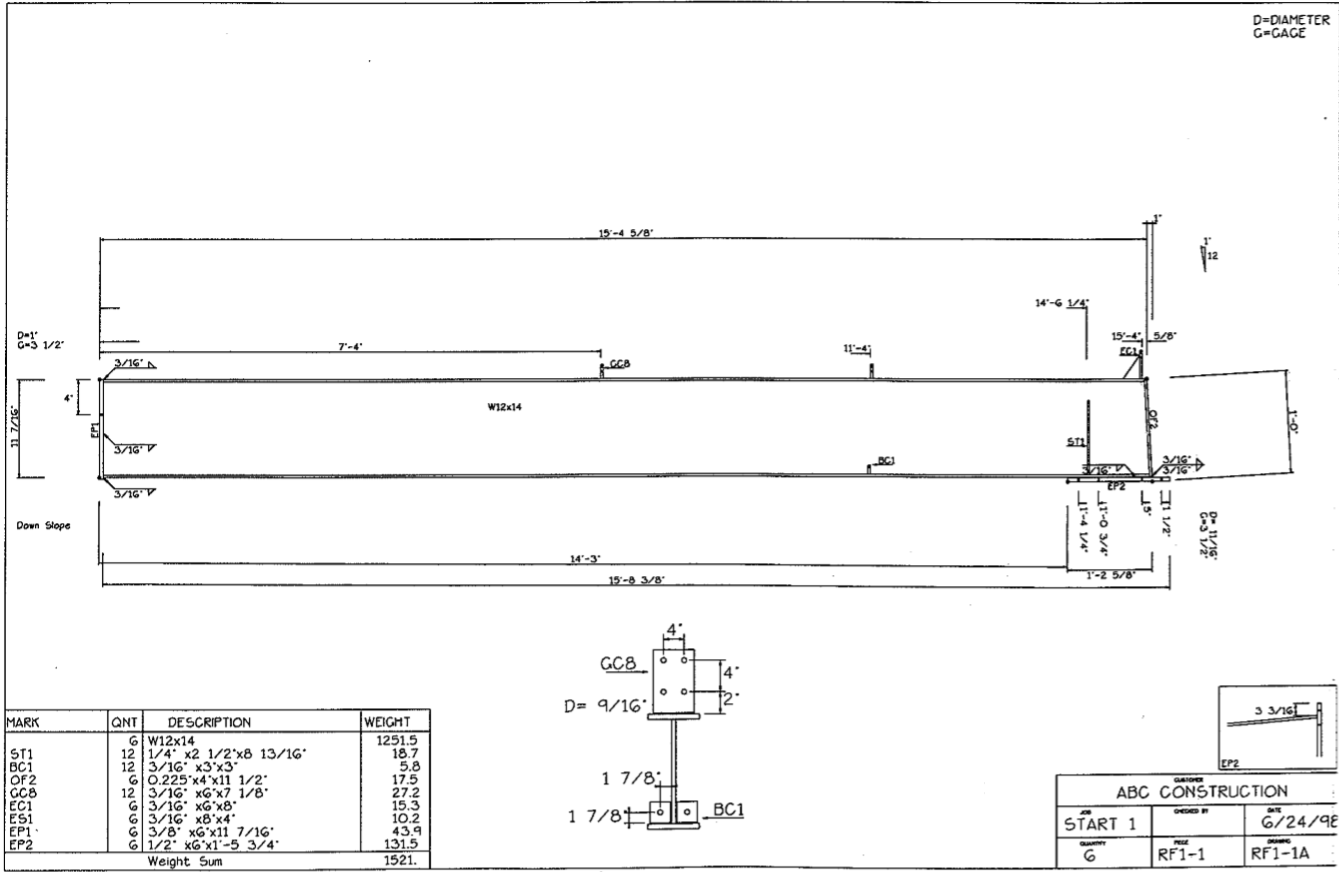 D=DIAMETER
G=GAGE
15'-4 5/8"
1"
1"
12
14'-6 1/4"
D=1"
G=3 1/2"
7'-4"
11'-4"
15'-4"
5/8"
EC1
3/16"
GC8
4"
11 7/16"
EP1
W12x14
OF2
1'-0"
3/16"
ST1
BC1
3/16"
3/16"
3/16"
3/16"
EP2
Down Slope
1'-4 1/4"
1'-0 3/4"
5"
1 1/2"
D= 11/16"
G=3 1/2"
14'-3"
1'-2 5/8"
15'-8 3/8"
4"
GC8
4"
2"
D= 9/16"
1 7/8"
1 7/8
BC1
3 3/16"
EP2
MARK QNT DESCRIPTION WEIGHT
6 W12x14 1251.5
ST1 12 1/4" x2 1/2"x8 13/16" 18.7
BC1 12 3/16" x3"x3" 5.8
OF2 6 0.225"x4"x11 1/2" 17.5
GC8 12 3/16" x6"x7 1/8" 27.2
EC1 6 3/16" x6"x8" 15.3
ES1 6 3/16" x8"x4" 10.2
EP1 6 3/8" x6"x11 7/16" 43.9
EP2 6 1/2" x6"x1'-5 3/4" 131.5
Weight Sum 1521.
CUSTOMER
ABC CONSTRUCTION
JOB CHECKED BY DATE
START 1 6/24/98
QUANTITY PIECE DRAWING
6 RF1-1 RF1-1A